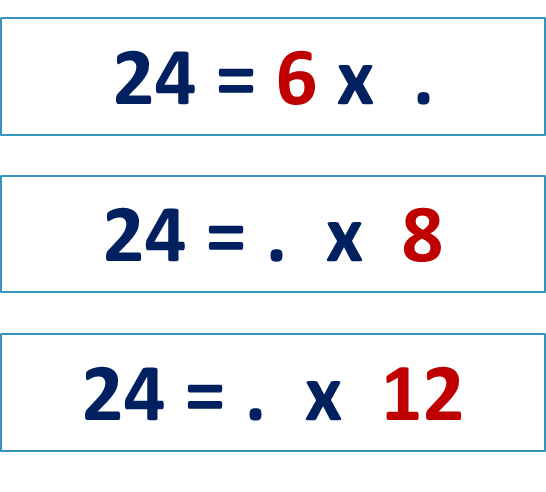 24 = 6 x .
24 = . x 8
24 = . x 12